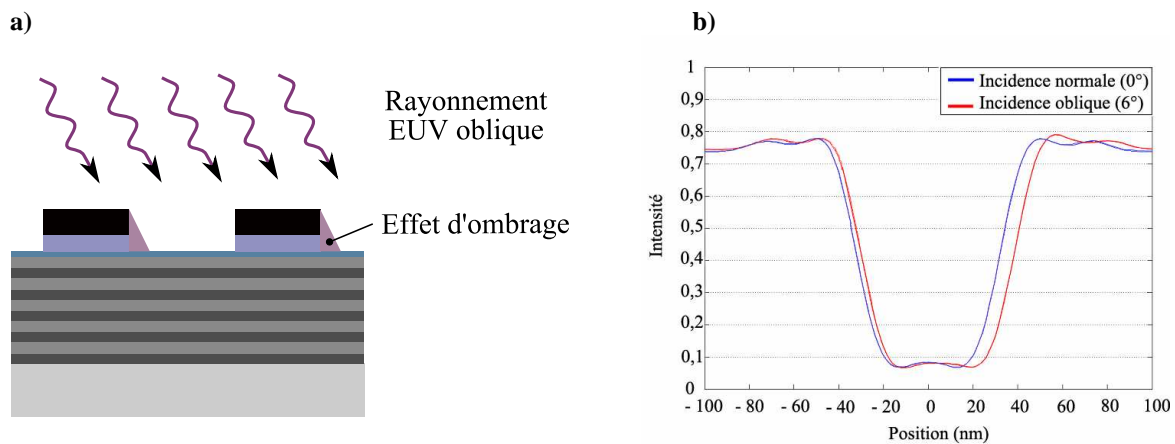 a)
Rayonnement
EUV oblique
Effet d'ombrage
b)
Incidence normale (0°)
Incidence oblique (6°)
1
0,9
0,8
0,7
0,6
0,5
0,4
0,3
0,2
0,1
0
Intensité
- 100 - 80 - 60 - 40 - 20 0 20 40 60 80 100
Position (nm)